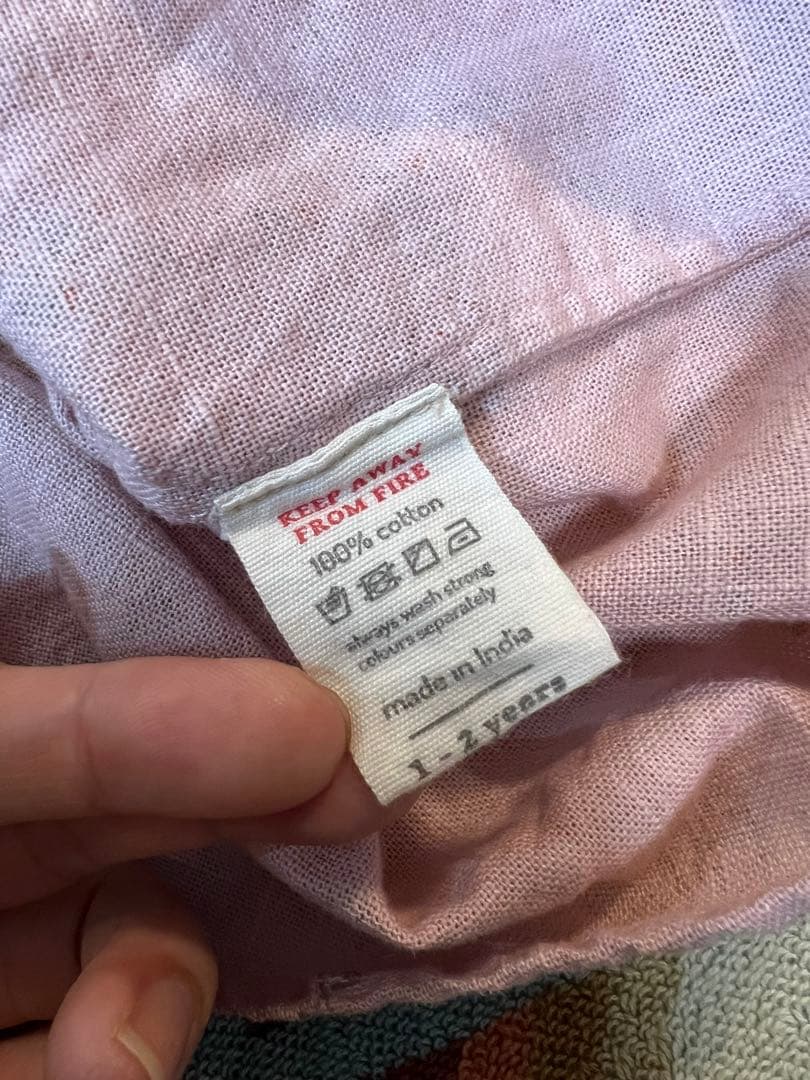 KEEP AWAY
FROM FIRE
100% cotton
always wash strong
colours separately
made in India
1 - 2 years